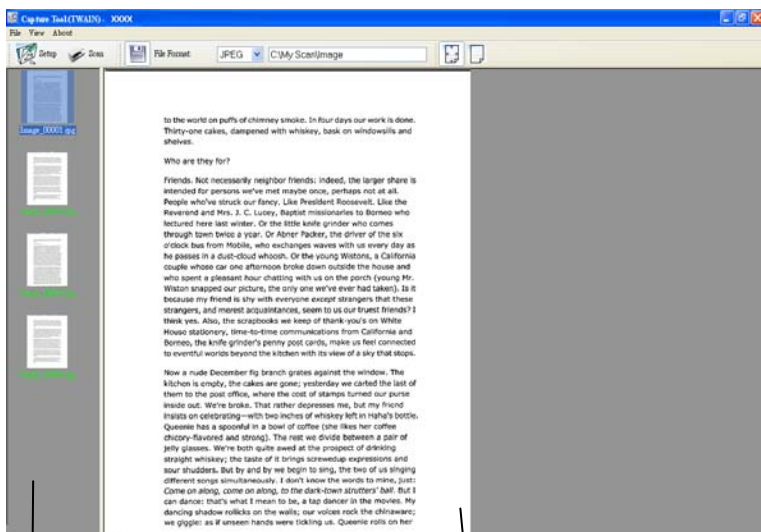 Capture Tool(TWAIN) - XXXX
File View About
Setup Scan File Format JPEG C:\My Scan\Image
Image_00001.jpg
to the world on puffs of chimney smoke. In four days our work is done.
Thirty-one cakes, dampened with whiskey, bask on windowsills and
shelves.
Who are they for?
Friends. Not necessarily neighbor friends: indeed, the larger share is
intended for persons we've met maybe once, perhaps not at all.
People who've struck our fancy. Like President Roosevelt. Like the
Reverend and Mrs. J. C. Lucey, Baptist missionaries to Borneo who
lectured here last winter. Or the little knife grinder who comes
through town twice a year. Or Abner Packer, the driver of the six
o'clock bus from Mobile, who exchanges waves with us every day as
he passes in a dust-cloud whoosh. Or the young Wistons, a California
couple whose car one afternoon broke down outside the house and
who spent a pleasant hour chatting with us on the porch (young Mr.
Wiston snapped our picture, the only one we've ever had taken). Is it
because my friend is shy with everyone except strangers that these
strangers, and merest acquaintances, seem to us our truest friends? I
think yes. Also, the scrapbooks we keep of thank-you's on White
House stationery, time-to-time communications from California and
Borneo, the knife grinder's penny post cards, make us feel connected
to eventful worlds beyond the kitchen with its view of a sky that stops.
Now a nude December fig branch grates against the window. The
kitchen is empty, the cakes are gone; yesterday we carted the last of
them to the post office, where the cost of stamps turned our purse
inside out. We're broke. That rather depresses me, but my friend
insists on celebrating—with two inches of whiskey left in Haha's bottle.
Queenie has a spoonful in a bowl of coffee (she likes her coffee
chicory-flavored and strong). The rest we divide between a pair of
jelly glasses. We're both quite awed at the prospect of drinking
straight whiskey; the taste of it brings screwedup expressions and
sour shudders. But by and by we begin to sing, the two of us singing
different songs simultaneously. I don't know the words to mine, just:
Come on along, come on along, to the dark-town strutters' ball. But I
can dance: that's what I mean to be, a tap dancer in the movies. My
dancing shadow rollicks on the walls; our voices rock the chinaware;
we giggle: as if unseen hands were tickling us. Queenie rolls on her